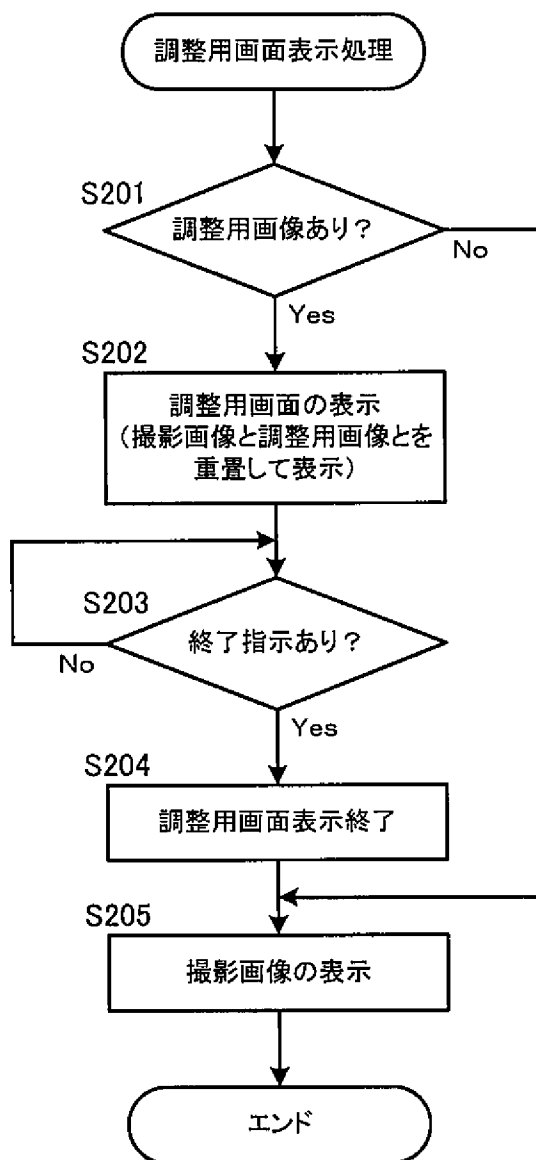 調整用画面表示処理
S201
調整用画像あり？
No
Yes
S202
調整用画面の表示
（撮影画像と調整用画像とを
重畳して表示）
S203
終了指示あり？
No
Yes
S204
調整用画面表示終了
S205
撮影画像の表示
エンド